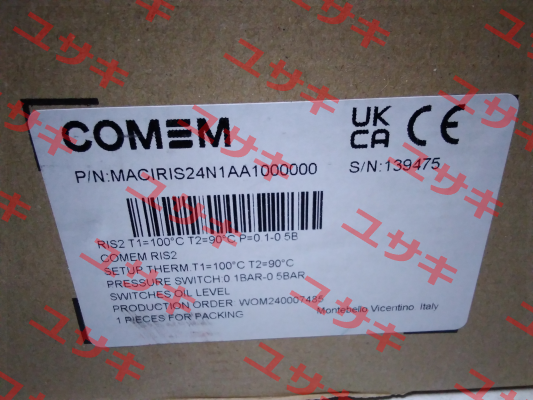 COMEM
UK
CA
CE
P/N:MACIRIS24N1AA1000000
S/N:139475
RIS2 T1=100°C T2=90°C P=0 1-0 5B
COMEM RIS2
SETUP THERM T1=100°C T2=90°C
PRESSURE SWITCH 0 1BAR-0 5BAR
SWITCHES OIL LEVEL
PRODUCTION ORDER WOM240007485
Montebello Vicentino Italy
1 PIECES FOR PACKING
ユサキ